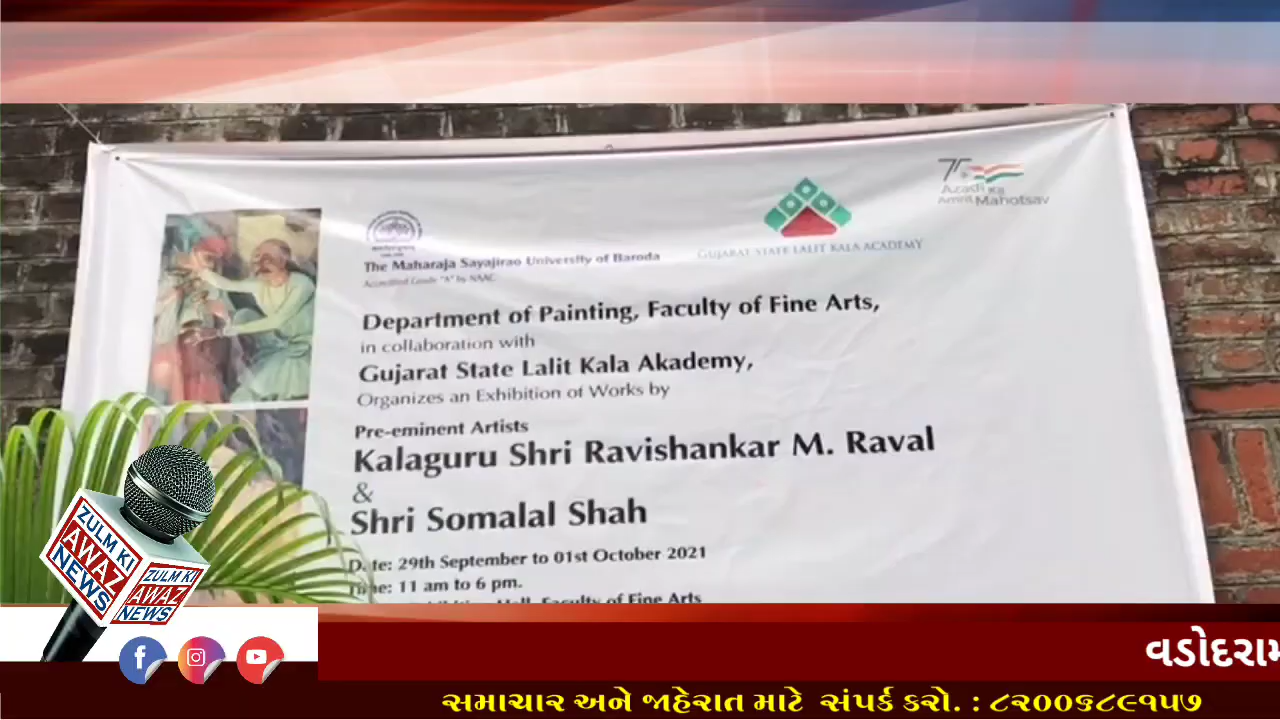 75
Azadi Ka
Amrit Mahotsav
GUJARAT STATE LALIT KALA ACADEMY
The Maharaja Sayajirao University of Baroda
Accredited Grade "A" by NAAC
Department of Painting, Faculty of Fine Arts,
in collaboration with
Gujarat State Lalit Kala Akademy,
Organizes an Exhibition of Works by
Pre-eminent Artists
Kalaguru Shri Ravishankar M. Raval
&
Shri Somalal Shah
Date: 29th September to 01st October 2021
Time: 11 am to 6 pm.
Hall, Faculty of Fine Arts
ZULM KI
AWAZ
NEWS
ZULM KI
AWAZ
NEWS
વડોદરામ
સમાચાર અને જાહેરાત માટે સંપર્ક કરો. : ૮૨૦૦૬૮૯૧૫૭